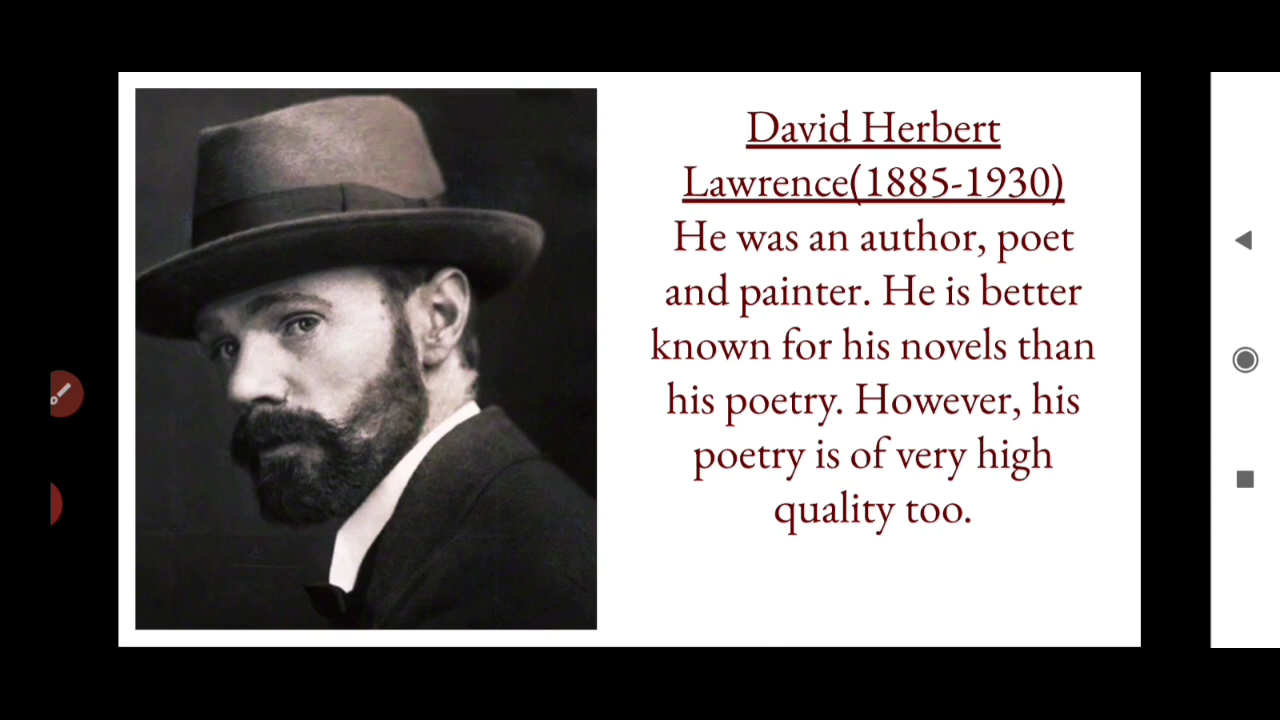 David Herbert
Lawrence(1885-1930)
He was an author, poet
and painter. He is better
known for his novels than
his poetry. However, his
poetry is of very high
quality too.